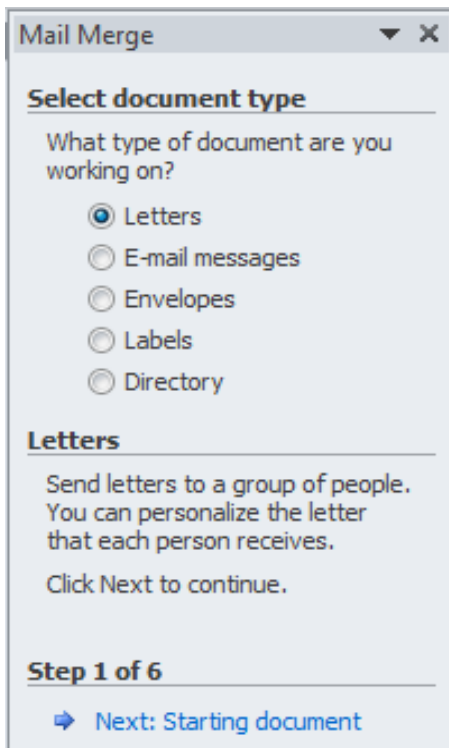 Mail Merge
Select document type
What type of document are you
working on?
Letters
E-mail messages
Envelopes
Labels
Directory
Letters
Send letters to a group of people.
You can personalize the letter
that each person receives.
Click Next to continue.
Step 1 of 6
Next: Starting document